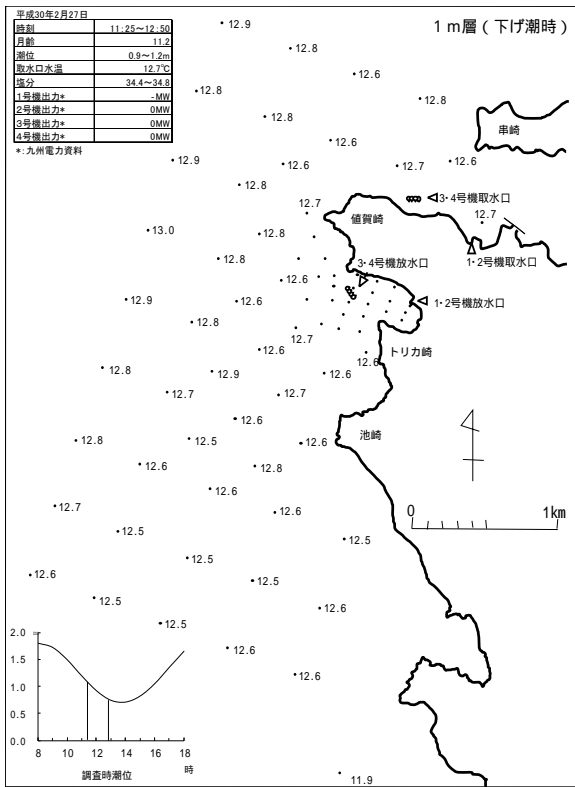 平成30年2月27日
時刻 11:25~12:50
月齢 11.2
潮位 0.9~1.2m
取水口水温 12.7℃
塩分 34.4~34.8
1号機出力* -MW
2号機出力* 0MW
3号機出力* 0MW
4号機出力* 0MW
*:九州電力資料
1m層(下げ潮時)
12.9
12.8
12.6
12.8
12.8
12.8
串崎
12.6
12.9
12.6
12.7
12.6
12.8
3・4号機取水口
12.7
値賀崎
12.7
13.0
12.8
1・2号機取水口
12.8
3・4号機放水口
12.6
12.9
12.6
1・2号機放水口
12.8
12.7
12.6
12.6
トリカ崎
12.8
12.9
12.6
12.7
12.7
12.6
池崎
12.8
12.5
12.6
12.6
12.8
12.6
0 1km
12.7
12.6
12.5
12.5
12.5
12.6
12.5
12.5
12.6
12.5
12.6
12.6
11.9
2.0
1.5
1.0
0.5
0.0
8 10 12 14 16 18
時
調査時潮位